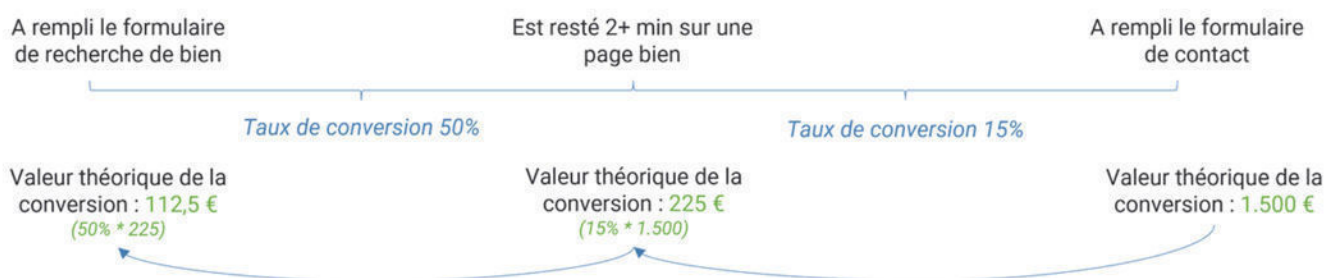 A rempli le formulaire
de recherche de bien
Est resté 2+ min sur une
page bien
A rempli le formulaire
de contact
Taux de conversion 50%
Taux de conversion 15%
Valeur théorique de la
conversion : 112,5 €
(50% * 225)
Valeur théorique de la
conversion : 225 €
(15% * 1.500)
Valeur théorique de la
conversion : 1.500 €